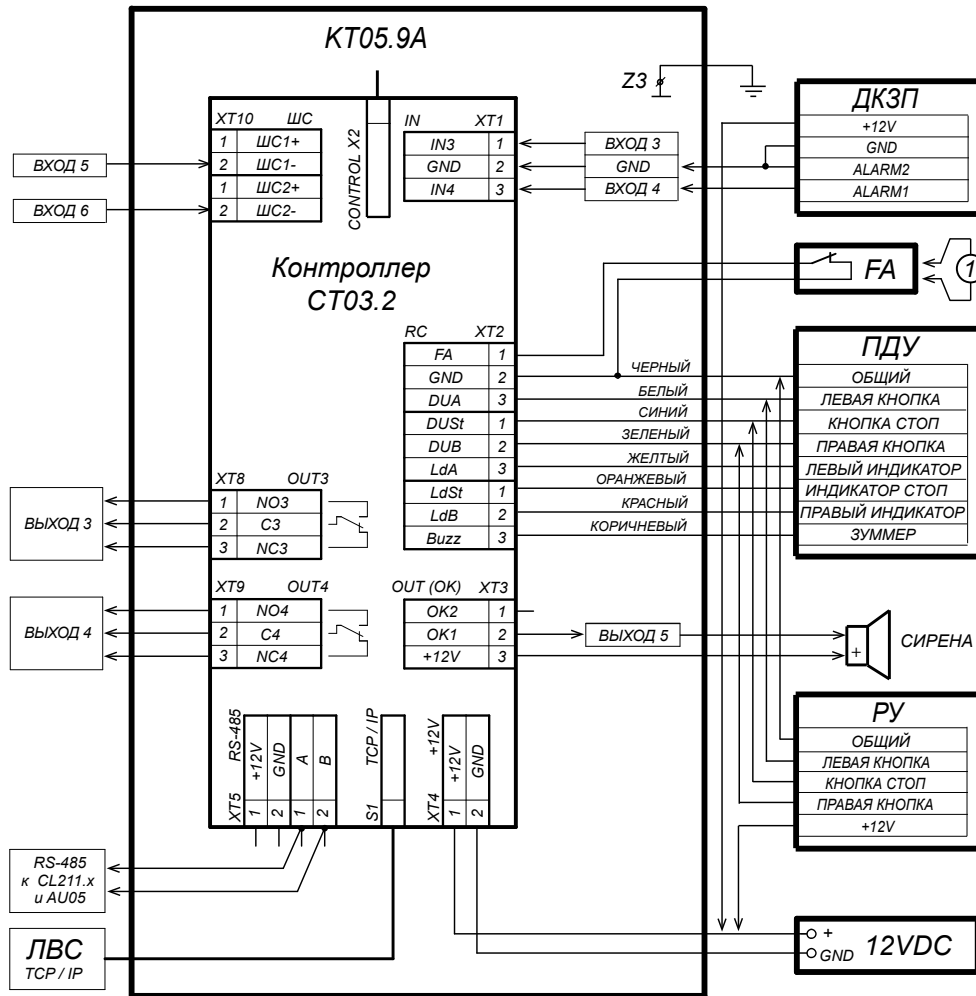 KT05.9A
Z3
ДКЗП
+12V
GND
ALARM2
ALARM1
XT10 ШС
1 ШС1+
2 ШС1-
1 ШС2+
2 ШС2-
CONTROL X2
IN XT1
IN3 1
GND 2
IN4 3
ВХОД 3
GND
ВХОД 4
ВХОД 5
ВХОД 6
Контроллер
CT03.2
FA
1
RC XT2
FA 1
GND 2
DUA 3
DUSt 1
DUB 2
LdA 3
LdSt 1
LdB 2
Buzz 3
ЧЕРНЫЙ
БЕЛЫЙ
СИНИЙ
ЗЕЛЕНЫЙ
ЖЕЛТЫЙ
ОРАНЖЕВЫЙ
КРАСНЫЙ
КОРИЧНЕВЫЙ
ПДУ
ОБЩИЙ
ЛЕВАЯ КНОПКА
КНОПКА СТОП
ПРАВАЯ КНОПКА
ЛЕВЫЙ ИНДИКАТОР
ИНДИКАТОР СТОП
ПРАВЫЙ ИНДИКАТОР
ЗУММЕР
ВЫХОД 3
XT8 OUT3
1 NO3
2 C3
3 NC3
ВЫХОД 4
XT9 OUT4
1 NO4
2 C4
3 NC4
OUT (OK) XT3
OK2 1
OK1 2
+12V 3
ВЫХОД 5
+
СИРЕНА
РУ
ОБЩИЙ
ЛЕВАЯ КНОПКА
КНОПКА СТОП
ПРАВАЯ КНОПКА
+12V
XT5 RS-485
1 +12V
2 GND
1 A
2 B
S1 TCP / IP
XT4 +12V
1 +12V
2 GND
RS-485
к CL211.x
и AU05
ЛВС
TCP / IP
+
GND
12VDC